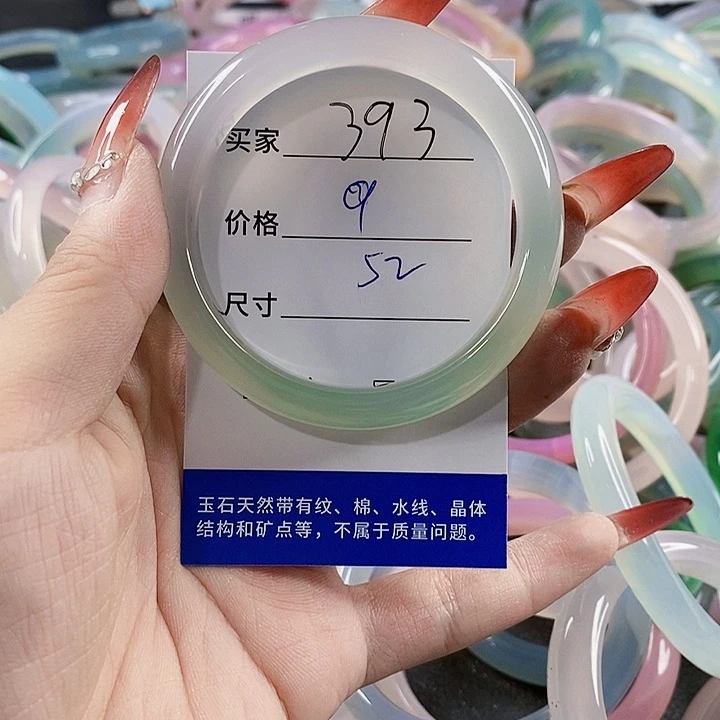 买家 393
价格 9
52
尺寸
玉石天然带有纹、棉、水线、晶体
结构和矿点等，不属于质量问题。